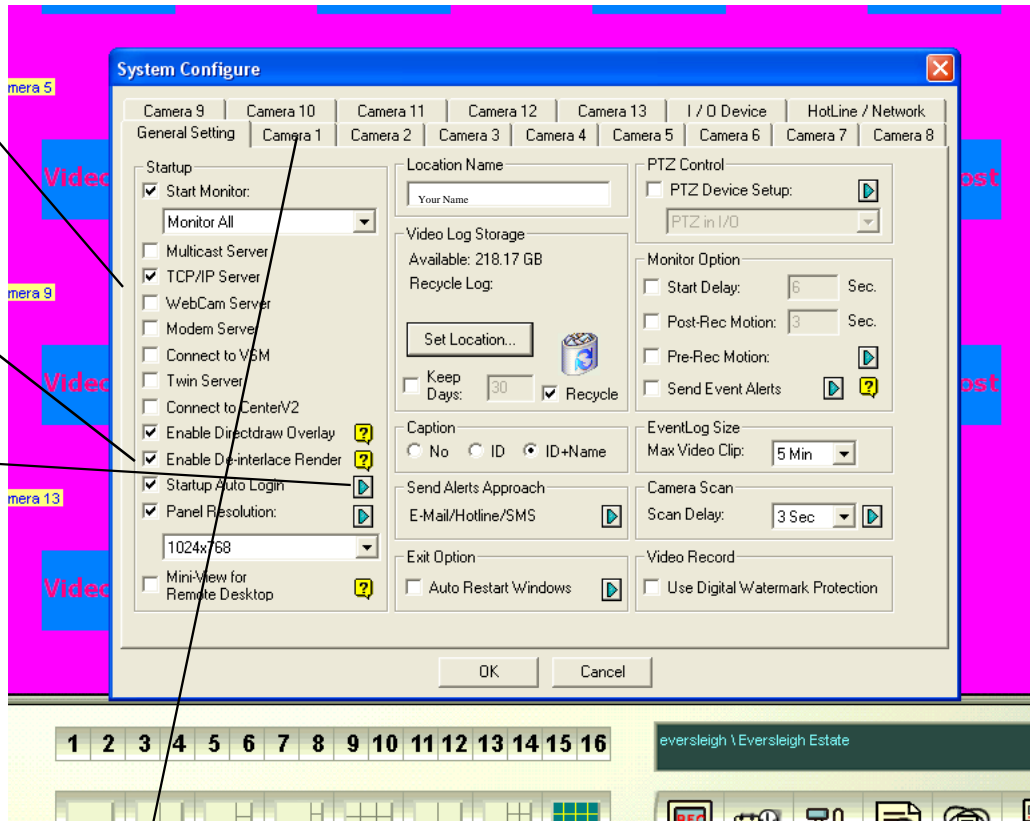 System Configure
mera 5
Camera 9 Camera 10 Camera 11 Camera 12 Camera 13 I / O Device HotLine / Network
General Setting Camera 1 Camera 2 Camera 3 Camera 4 Camera 5 Camera 6 Camera 7 Camera 8
Startup
Start Monitor:
Monitor All
Multicast Server
TCP/IP Server
WebCam Server
Modem Server
Connect to VSM
Twin Server
Connect to CenterV2
Enable Directdraw Overlay
Enable De-interlace Render
Startup Auto Login
Panel Resolution:
1024x768
Mini-View for
Remote Desktop
Location Name
Your Name
Video Log Storage
Available: 218.17 GB
Recycle Log:
Set Location...
Keep
Days: 30 Recycle
Caption
No ID ID+Name
Send Alerts Approach
E-Mail/Hotline/SMS
Exit Option
Auto Restart Windows
PTZ Control
PTZ Device Setup:
PTZ in I/O
Monitor Option
Start Delay: 6 Sec.
Post-Rec Motion: 3 Sec.
Pre-Rec Motion:
Send Event Alerts
EventLog Size
Max Video Clip: 5 Min
Camera Scan
Scan Delay: 3 Sec
Video Record
Use Digital Watermark Protection
OK Cancel
Video ost
mera 9
Video ost
mera 13
Video
1 2 3 4 5 6 7 8 9 10 11 12 13 14 15 16
eversleigh \ Eversleigh Estate
REC